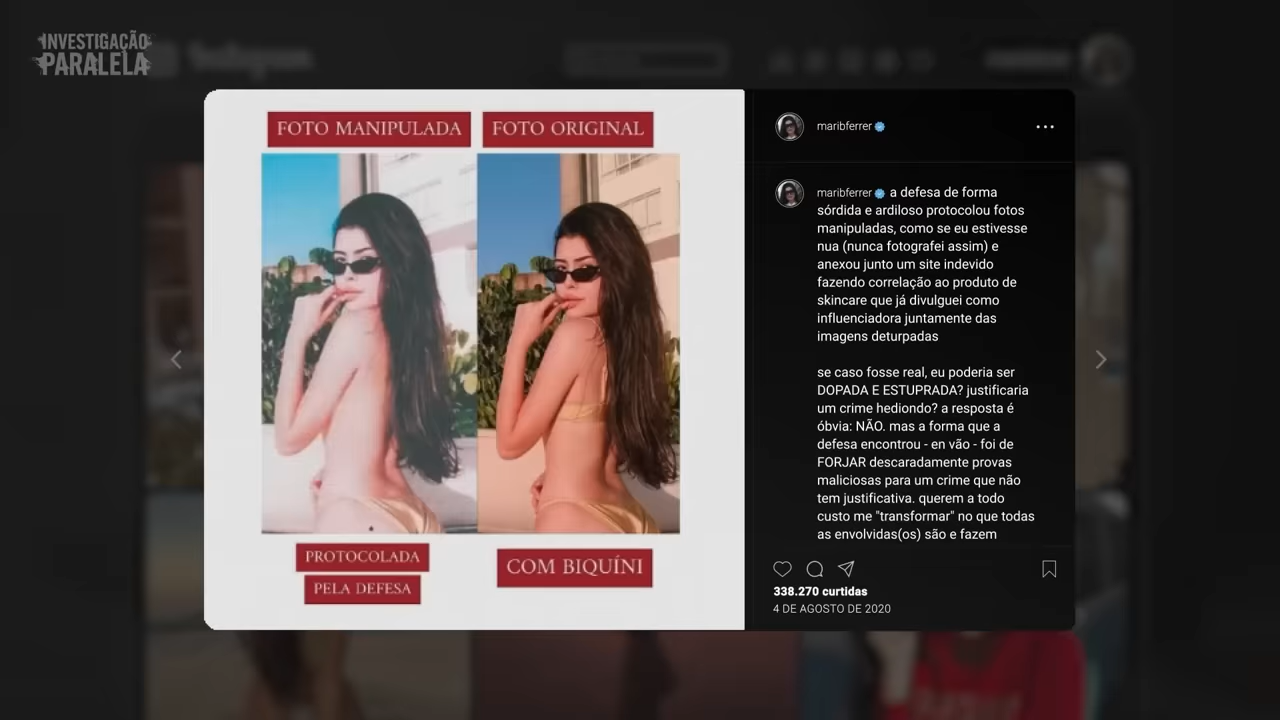 INVESTIGAÇÃO
PARALELA
Instagram
FOTO MANIPULADA
FOTO ORIGINAL
PROTOCOLADA
PELA DEFESA
COM BIQUÍNI
maribferrer
maribferrer a defesa de forma
sórdida e ardiloso protocolou fotos
manipuladas, como se eu estivesse
nua (nunca fotografei assim) e
anexou junto um site indevido
fazendo correlação ao produto de
skincare que já divulguei como
influenciadora juntamente das
imagens deturpadas
se caso fosse real, eu poderia ser
DOPADA E ESTUPRADA? justificaria
um crime hediondo? a resposta é
óbvia: NÃO. mas a forma que a
defesa encontrou - en vão - foi de
FORJAR descaradamente provas
maliciosas para um crime que não
tem justificativa. querem a todo
custo me "transformar" no que todas
as envolvidas(os) são e fazem
338.270 curtidas
4 DE AGOSTO DE 2020